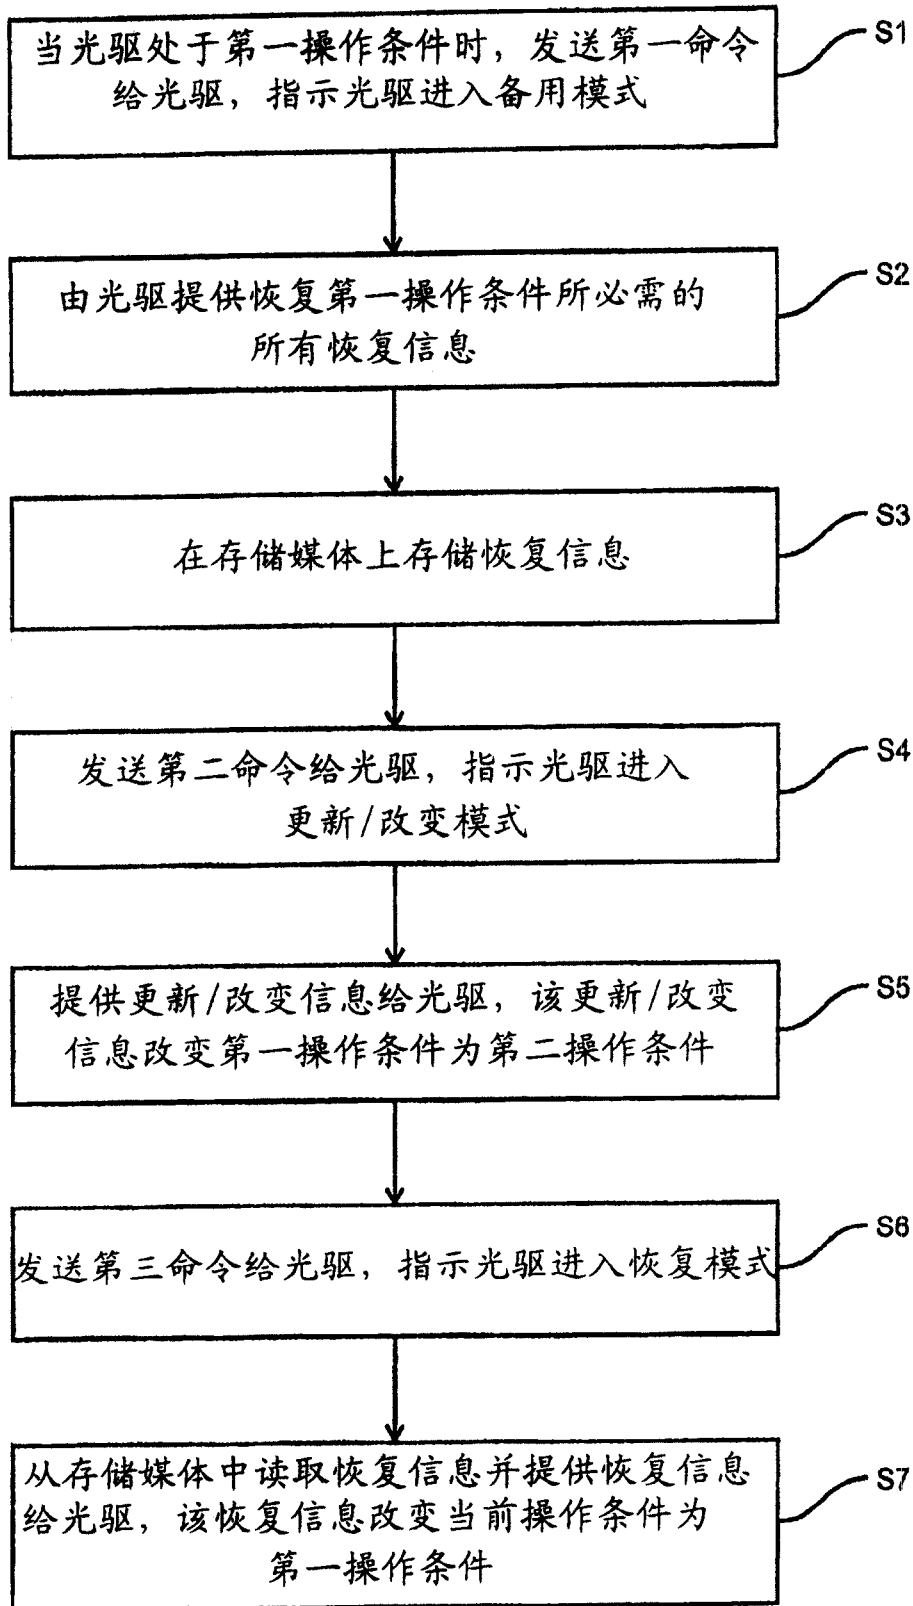 当光驱处于第一操作条件时，发送第一命令
给光驱，指示光驱进入备用模式
S1
由光驱提供恢复第一操作条件所必需的
所有恢复信息
S2
在存储媒体上存储恢复信息
S3
发送第二命令给光驱，指示光驱进入
更新/改变模式
S4
提供更新/改变信息给光驱，该更新/改变
信息改变第一操作条件为第二操作条件
S5
发送第三命令给光驱，指示光驱进入恢复模式
S6
从存储媒体中读取恢复信息并提供恢复信息
给光驱，该恢复信息改变当前操作条件为
第一操作条件
S7